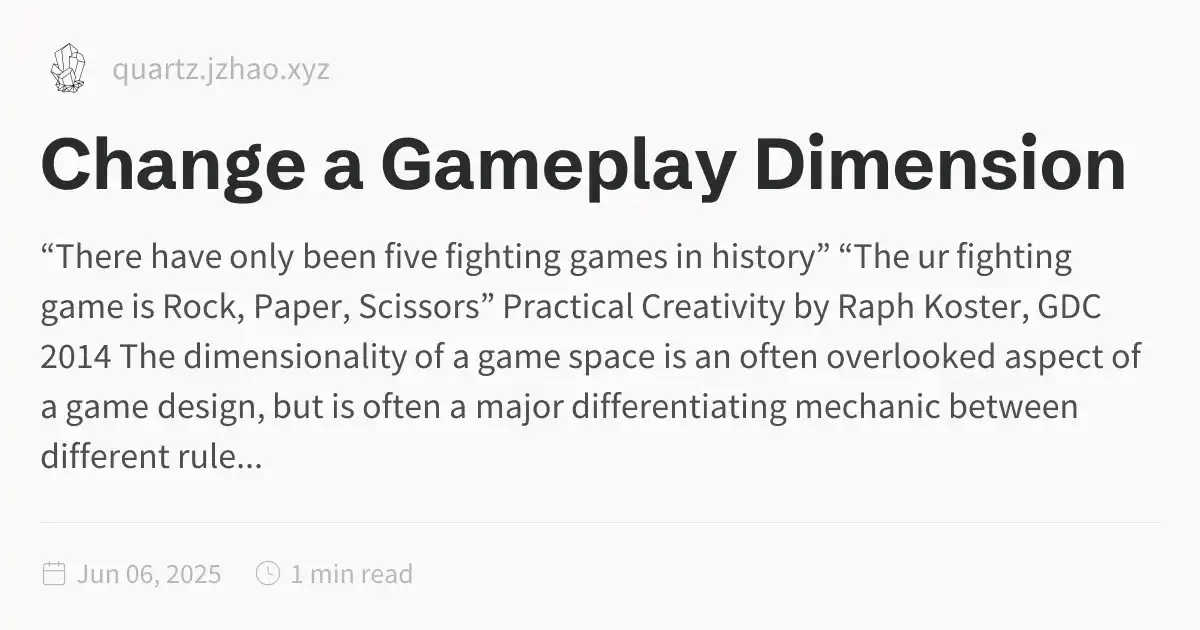 quartz.jzhao.xyz
Change a Gameplay Dimension
“There have only been five fighting games in history” “The ur fighting
game is Rock, Paper, Scissors” Practical Creativity by Raph Koster, GDC
2014 The dimensionality of a game space is an often overlooked aspect of
a game design, but is often a major differentiating mechanic between
different rule...
Jun 06, 2025 1 min read